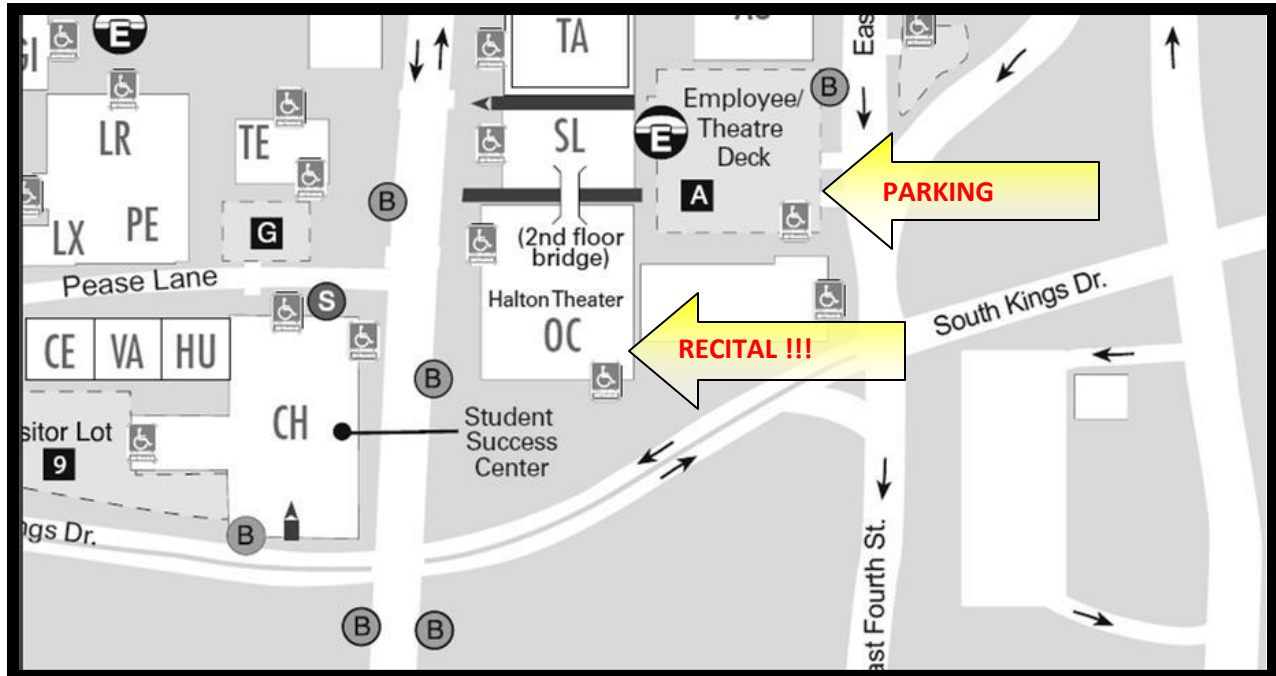 GI
E
LR
TE
LX
PE
G
Pease Lane
S
CE
VA
HU
CH
sitor Lot
9
ngs Dr.
B
B
B
B
B
Student
Success
Center
TA
SL
(2nd floor
bridge)
Halton Theater
OC
Employee/
Theatre
Deck
E
A
B
East
PARKING
RECITAL !!!
South Kings Dr.
ast Fourth St.